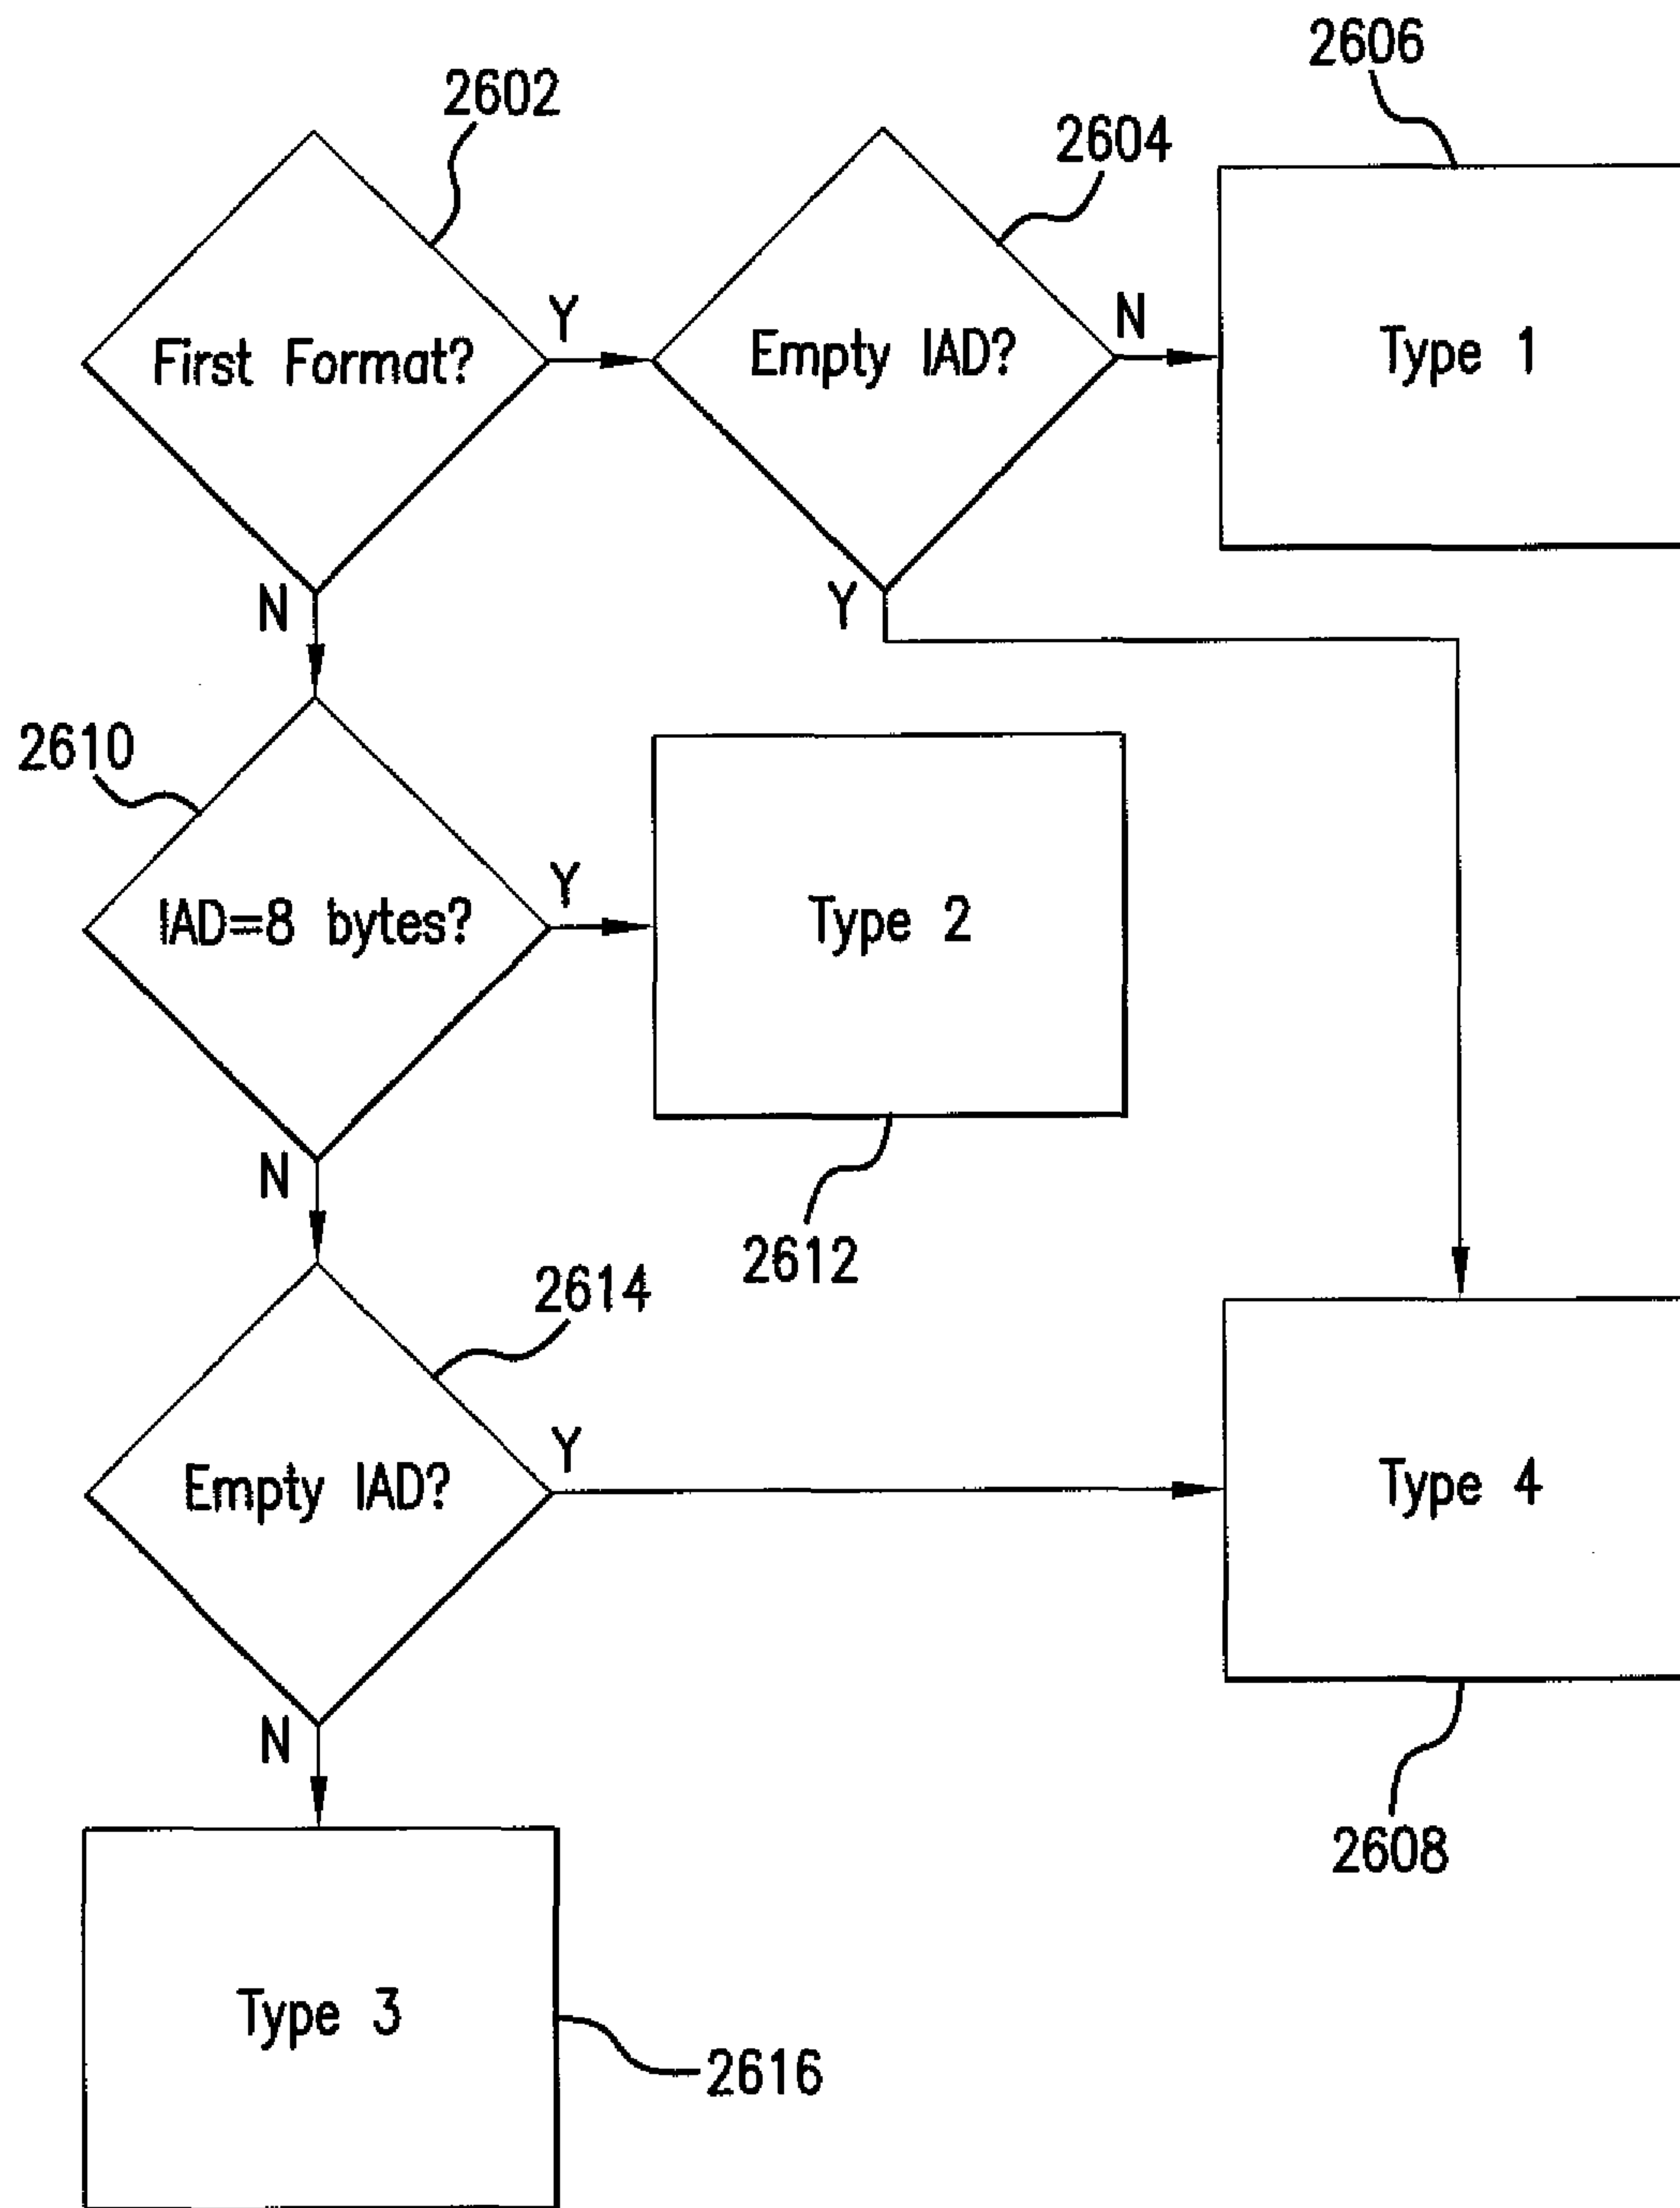 2606
2602
2604
First Format?
Y
Empty IAD?
N
Type 1
N
Y
2610
IAD=8 bytes?
Y
Type 2
N
2612
2614
Empty IAD?
Y
Type 4
N
2608
Type 3
2616